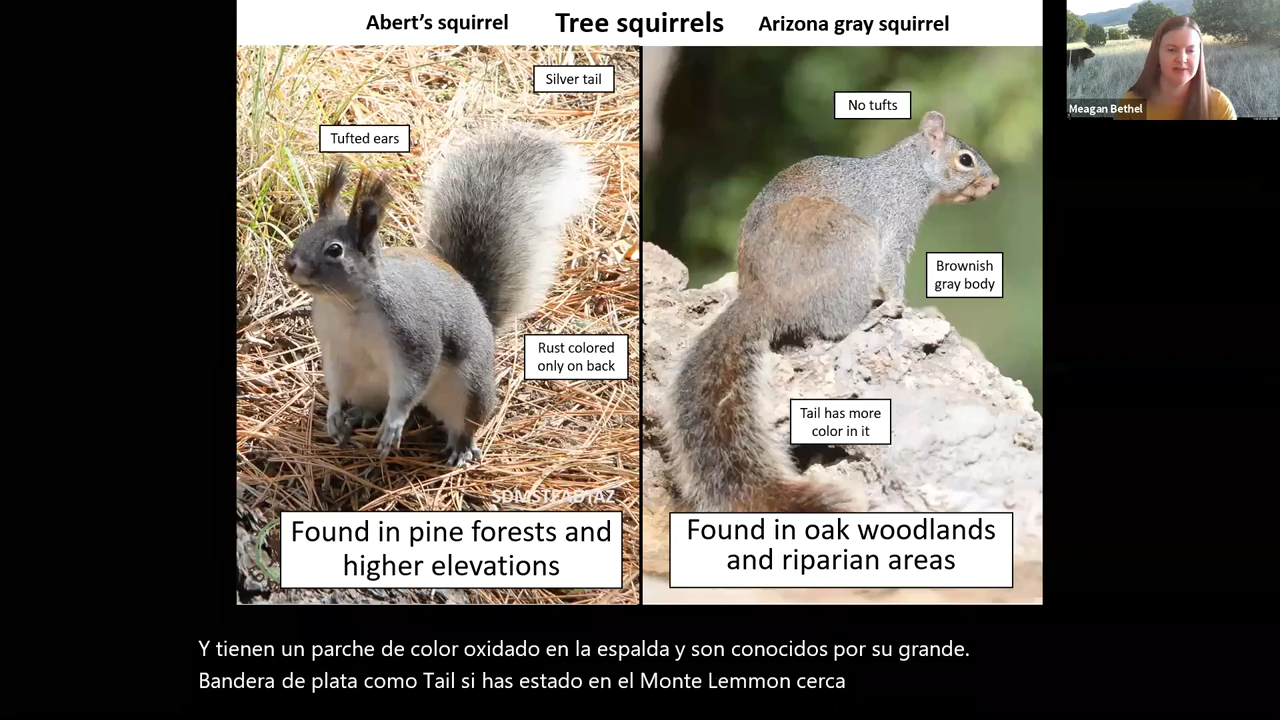 Abert's squirrel
Tree squirrels
Arizona gray squirrel
Silver tail
Tufted ears
Rust colored
only on back
SDMSTEADTAZ
Found in pine forests and
higher elevations
No tufts
Brownish
gray body
Tail has more
color in it
Found in oak woodlands
and riparian areas
Meagan Bethel
Y tienen un parche de color oxidado en la espalda y son conocidos por su grande.
Bandera de plata como Tail si has estado en el Monte Lemmon cerca